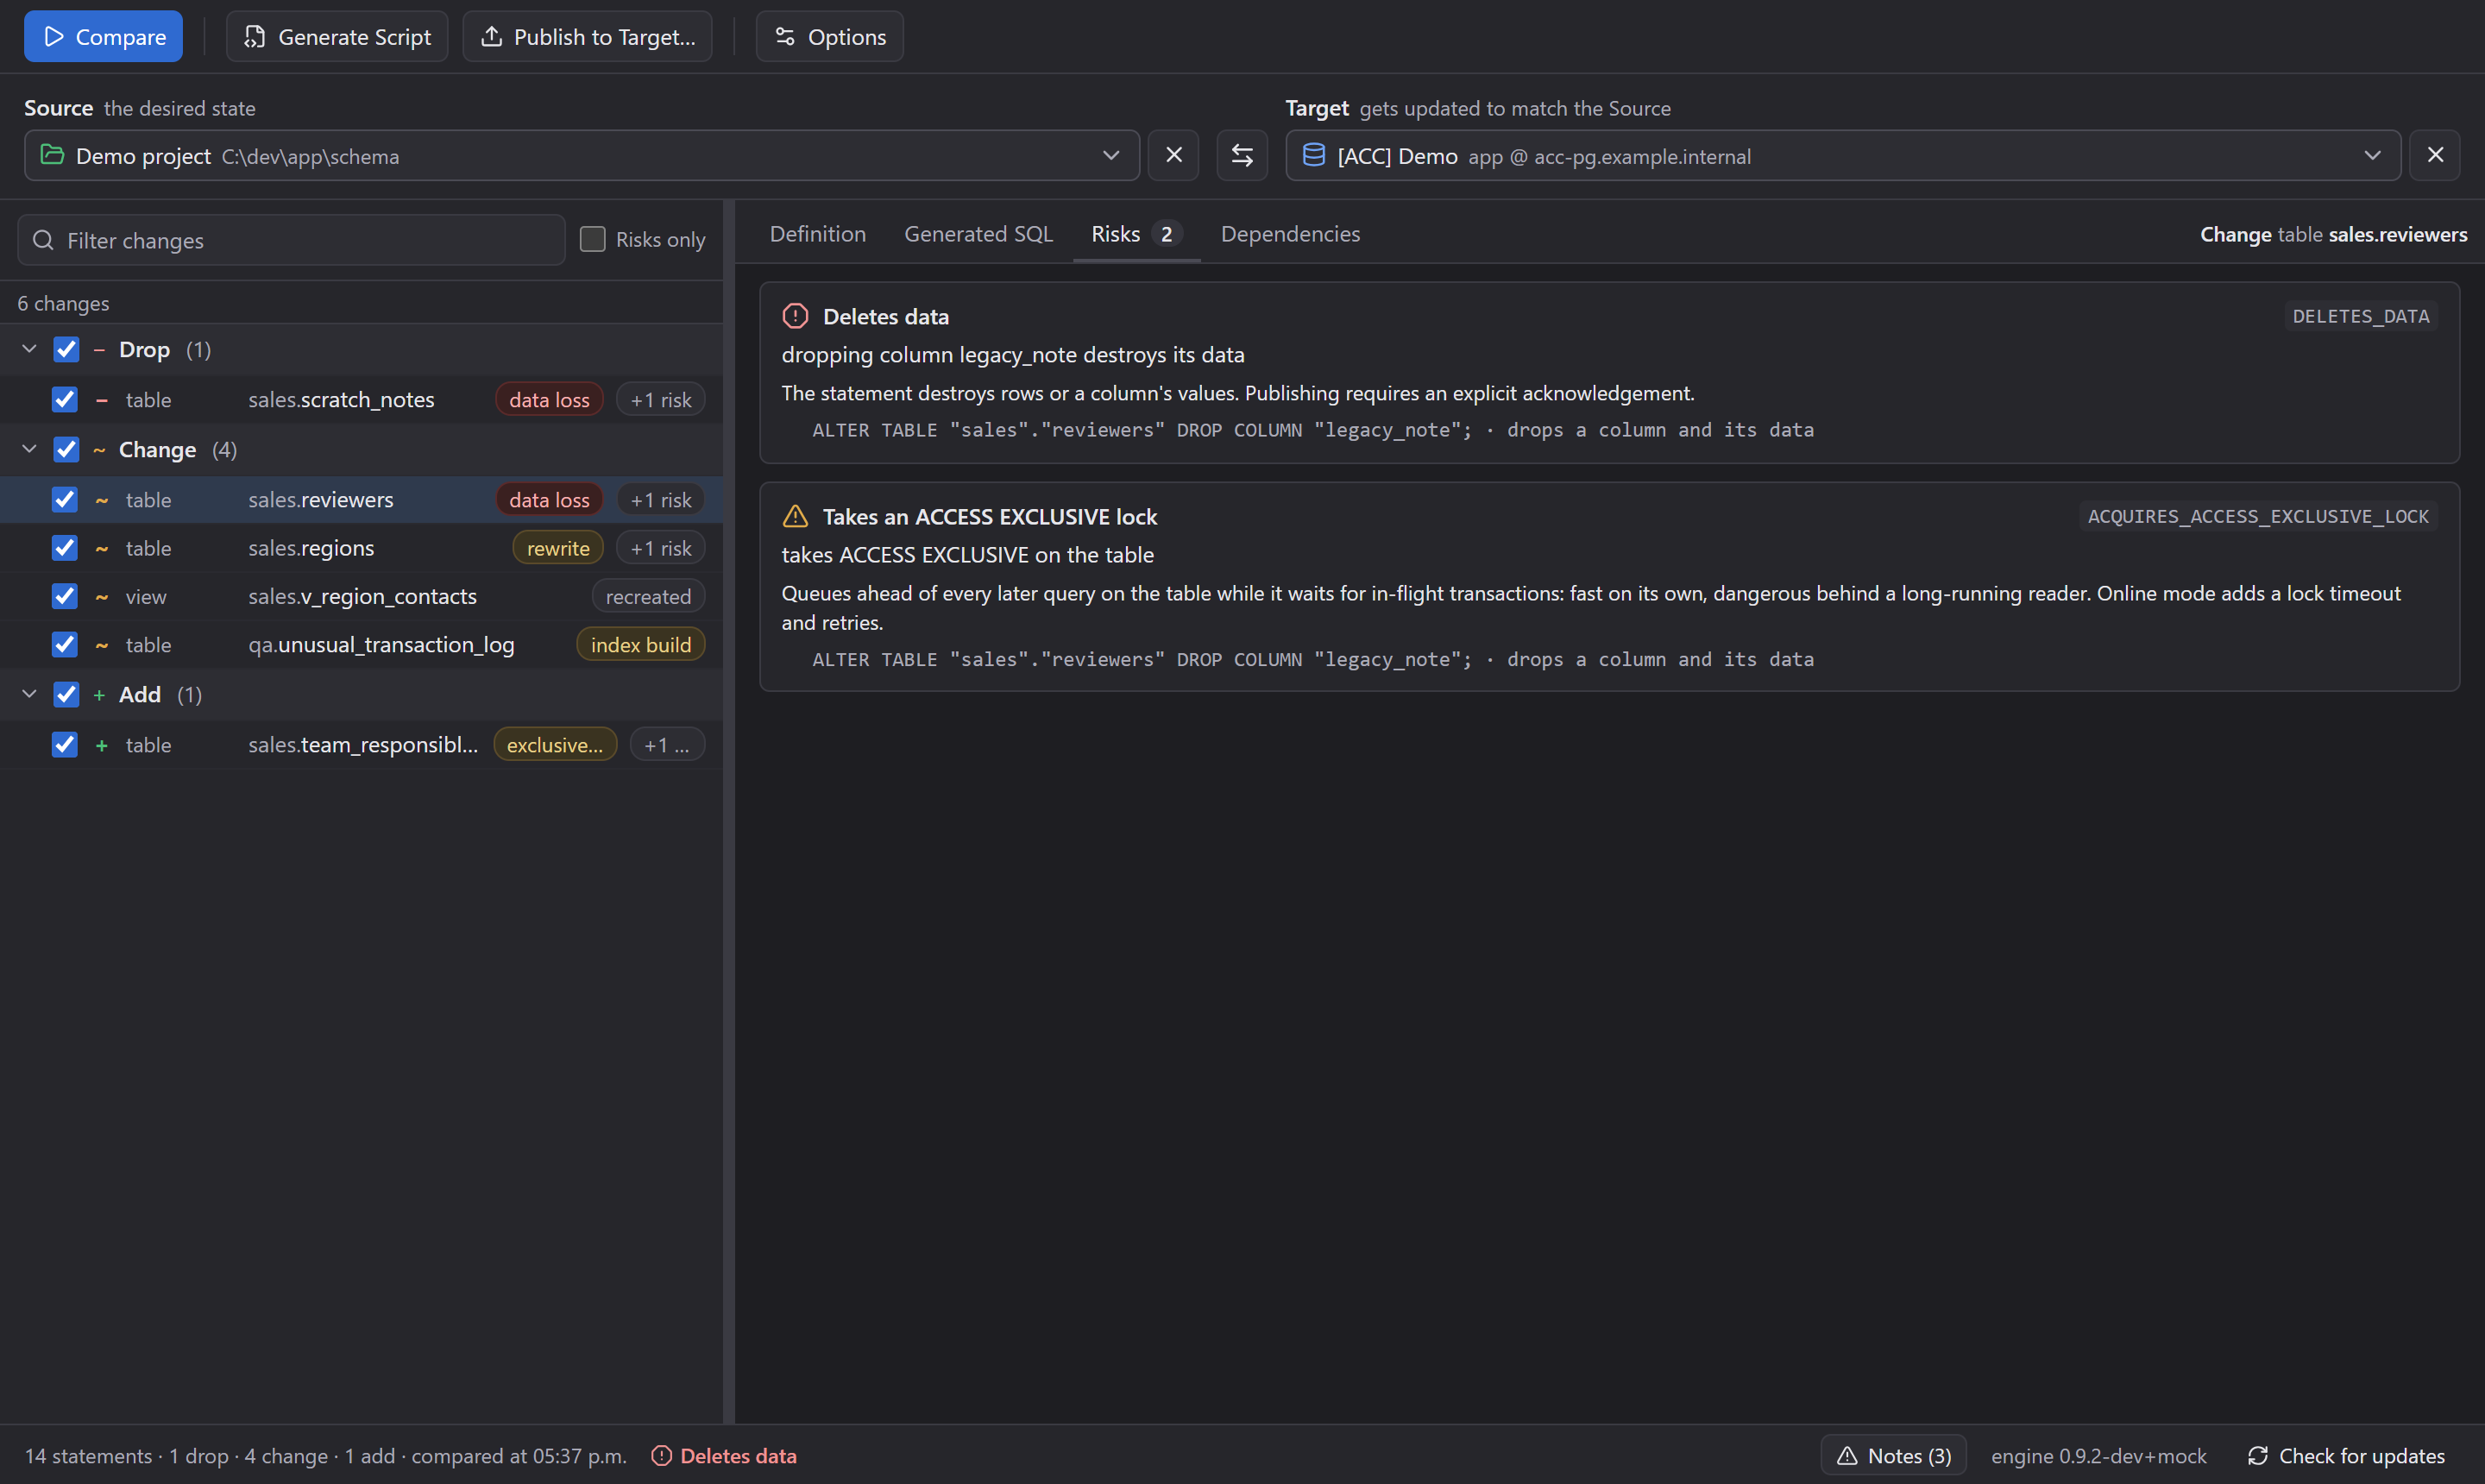 Compare
Generate Script
Publish to Target...
Options
Source the desired state
Target gets updated to match the Source
Demo project C:\dev\app\schema
[ACC] Demo app @ acc-pg.example.internal
Filter changes
Risks only
Definition
Generated SQL
Risks 2
Dependencies
Change table sales.reviewers
6 changes
− Drop (1)
− table sales.scratch_notes data loss +1 risk
~ Change (4)
~ table sales.reviewers data loss +1 risk
~ table sales.regions rewrite +1 risk
~ view sales.v_region_contacts recreated
~ table qa.unusual_transaction_log index build
+ Add (1)
+ table sales.team_responsibl... exclusive... +1 ...
Deletes data
DELETES_DATA
dropping column legacy_note destroys its data
The statement destroys rows or a column's values. Publishing requires an explicit acknowledgement.
ALTER TABLE "sales"."reviewers" DROP COLUMN "legacy_note"; · drops a column and its data
Takes an ACCESS EXCLUSIVE lock
ACQUIRES_ACCESS_EXCLUSIVE_LOCK
takes ACCESS EXCLUSIVE on the table
Queues ahead of every later query on the table while it waits for in-flight transactions: fast on its own, dangerous behind a long-running reader. Online mode adds a lock timeout
and retries.
ALTER TABLE "sales"."reviewers" DROP COLUMN "legacy_note"; · drops a column and its data
14 statements · 1 drop · 4 change · 1 add · compared at 05:37 p.m.
Deletes data
Notes (3)
engine 0.9.2-dev+mock
Check for updates